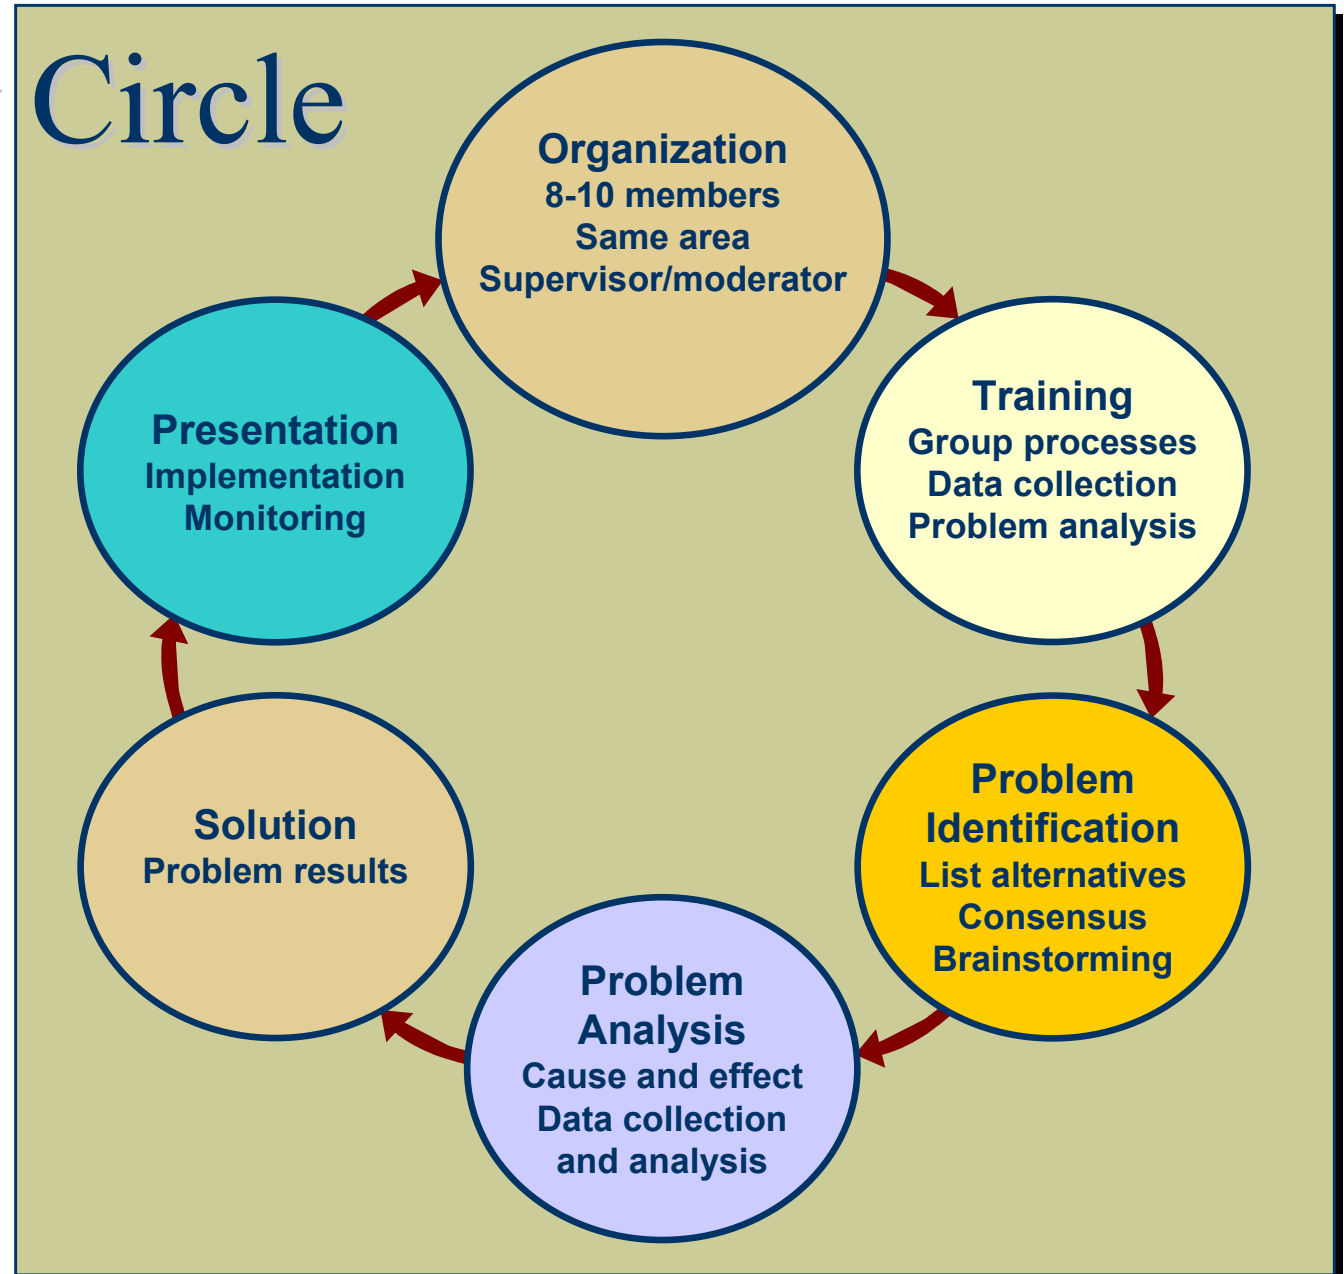 Circle
Organization
8-10 members
Same area
Supervisor/moderator
Training
Group processes
Data collection
Problem analysis
Problem
Identification
List alternatives
Consensus
Brainstorming
Problem
Analysis
Cause and effect
Data collection
and analysis
Solution
Problem results
Presentation
Implementation
Monitoring